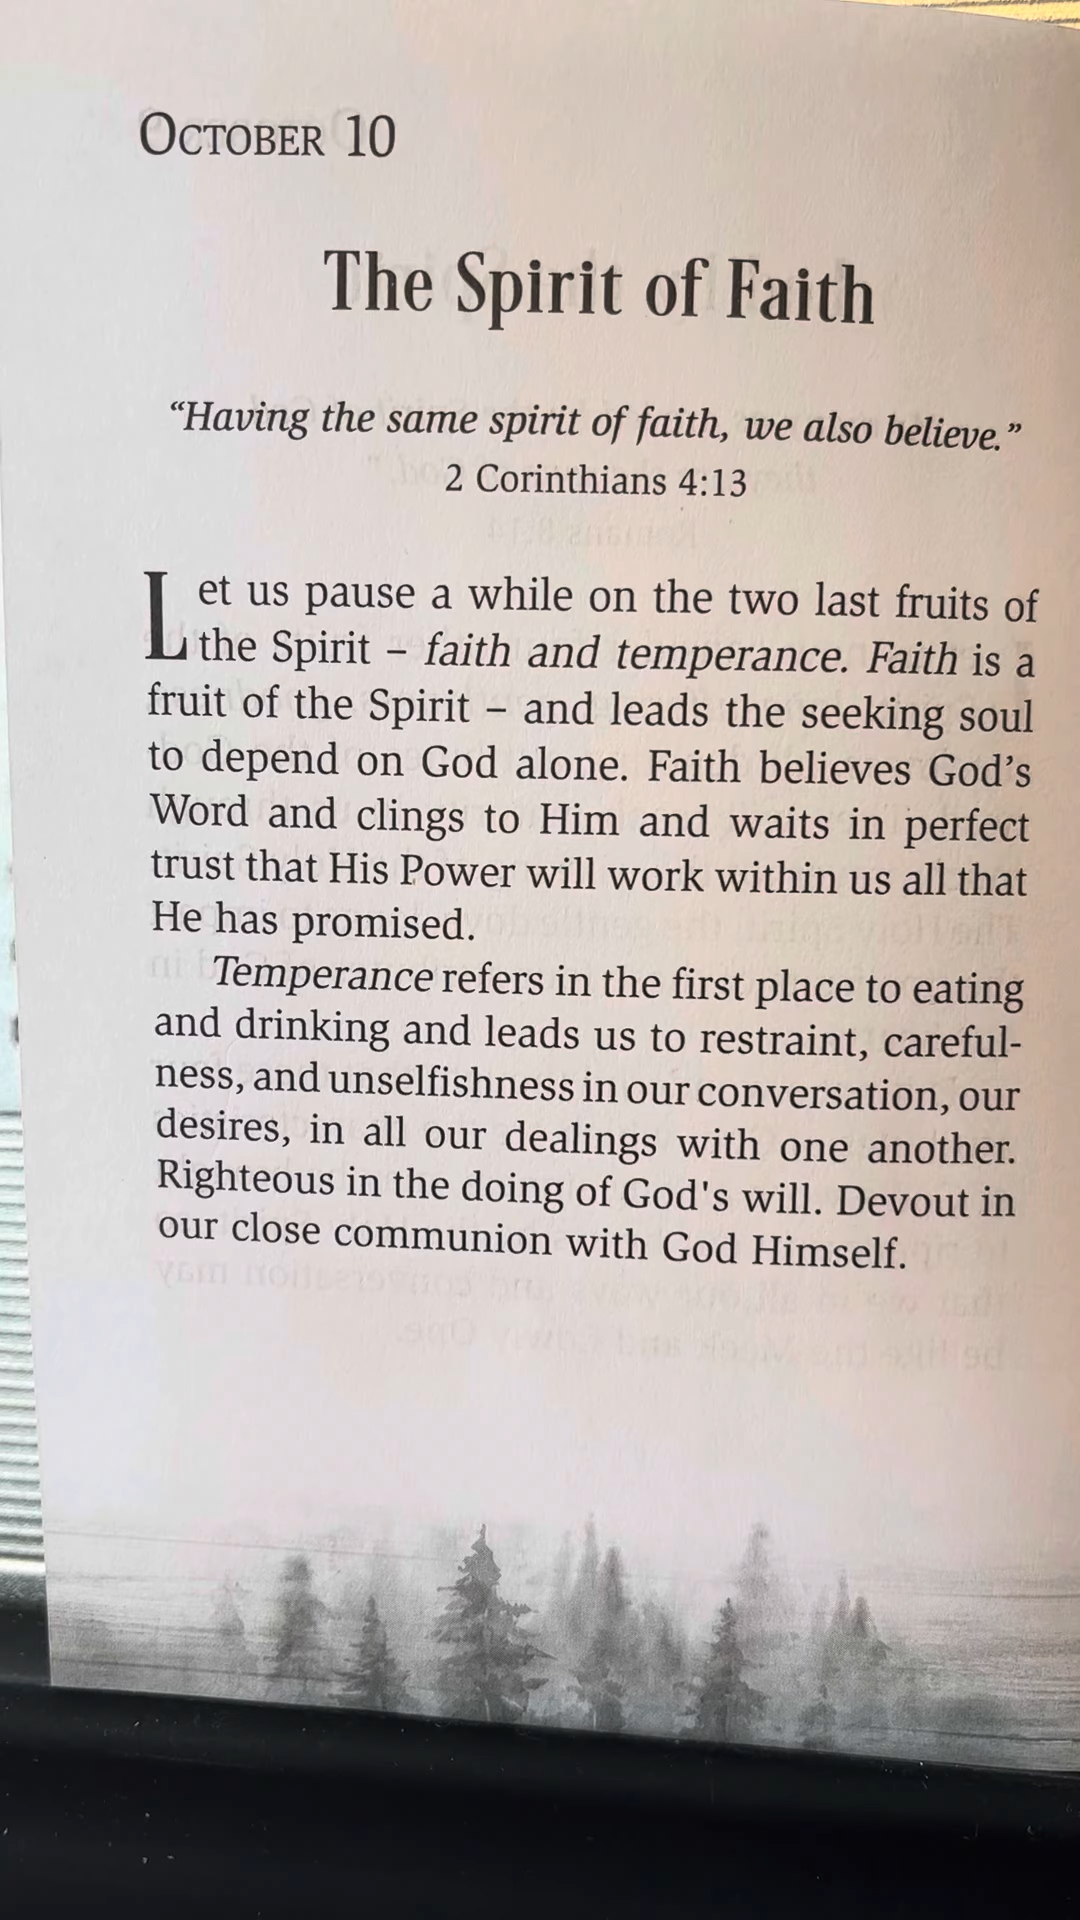 October 10
The Spirit of Faith
“Having the same spirit of faith, we also believe.”
2 Corinthians 4:13
Let us pause a while on the two last fruits of
the Spirit – faith and temperance. Faith is a
fruit of the Spirit – and leads the seeking soul
to depend on God alone. Faith believes God’s
Word and clings to Him and waits in perfect
trust that His Power will work within us all that
He has promised.
Temperance refers in the first place to eating
and drinking and leads us to restraint, careful-
ness, and unselfishness in our conversation, our
desires, in all our dealings with one another.
Righteous in the doing of God's will. Devout in
our close communion with God Himself.